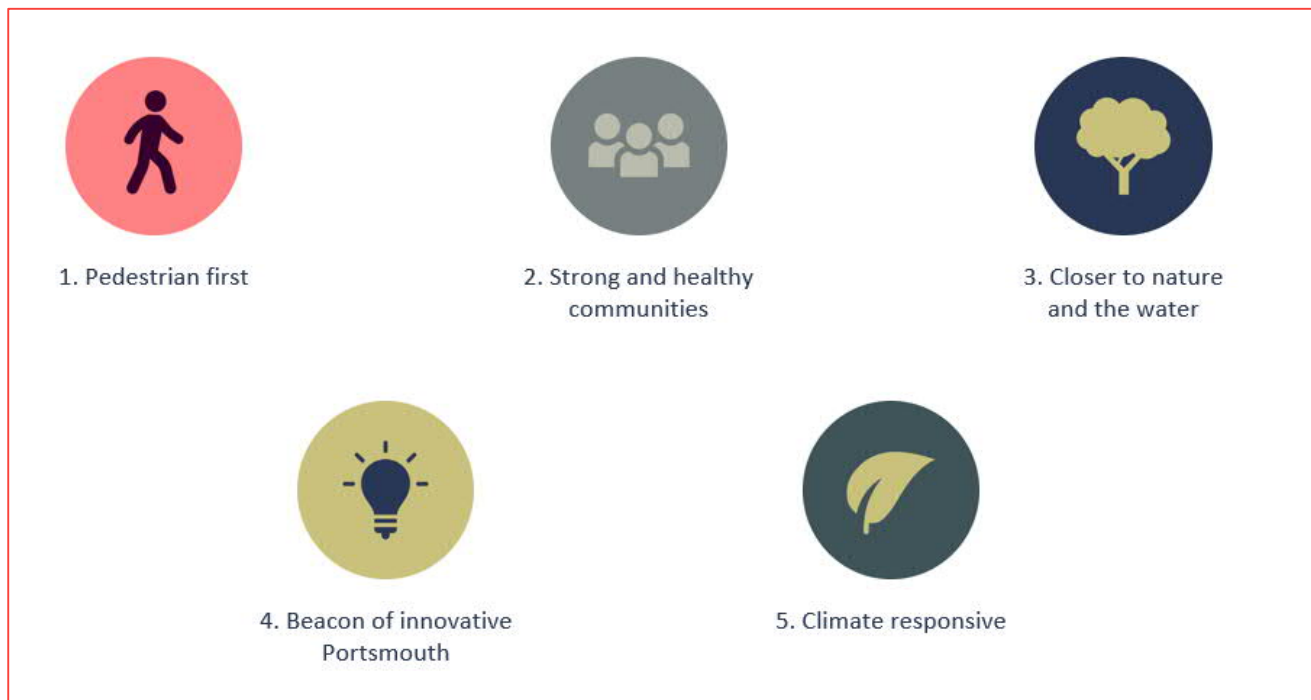 1. Pedestrian first
2. Strong and healthy
communities
3. Closer to nature
and the water
4. Beacon of innovative
Portsmouth
5. Climate responsive